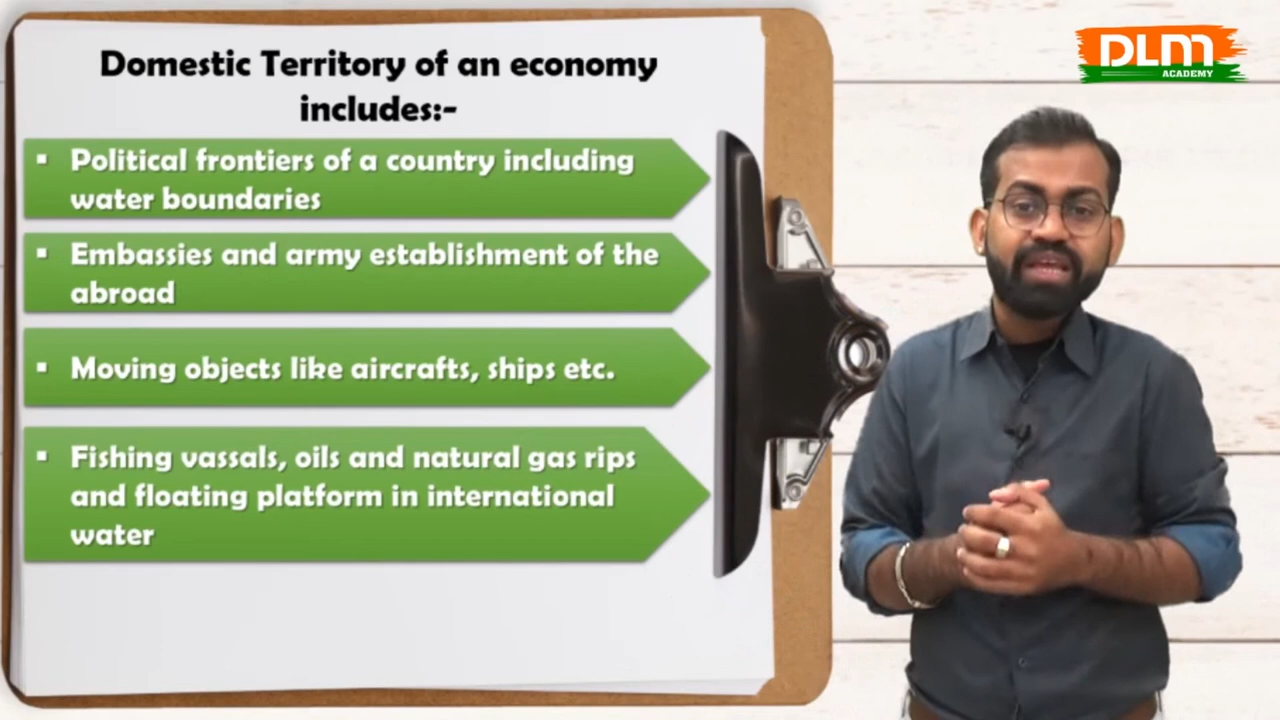 Domestic Territory of an economy
includes:-
▪ Political frontiers of a country including
water boundaries
▪ Embassies and army establishment of the
abroad
▪ Moving objects like aircrafts, ships etc.
▪ Fishing vassals, oils and natural gas rips
and floating platform in international
water
DLM
ACADEMY